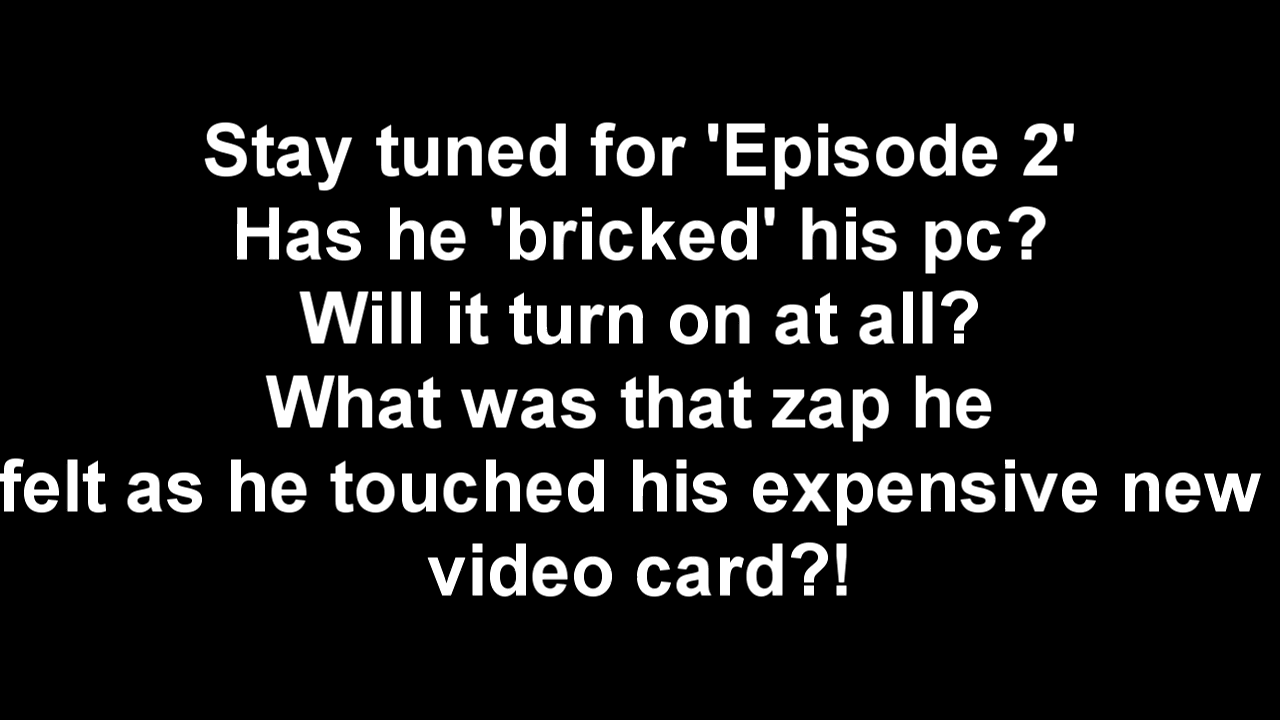 Stay tuned for 'Episode 2'
Has he 'bricked' his pc?
Will it turn on at all?
What was that zap he
felt as he touched his expensive new
video card?!